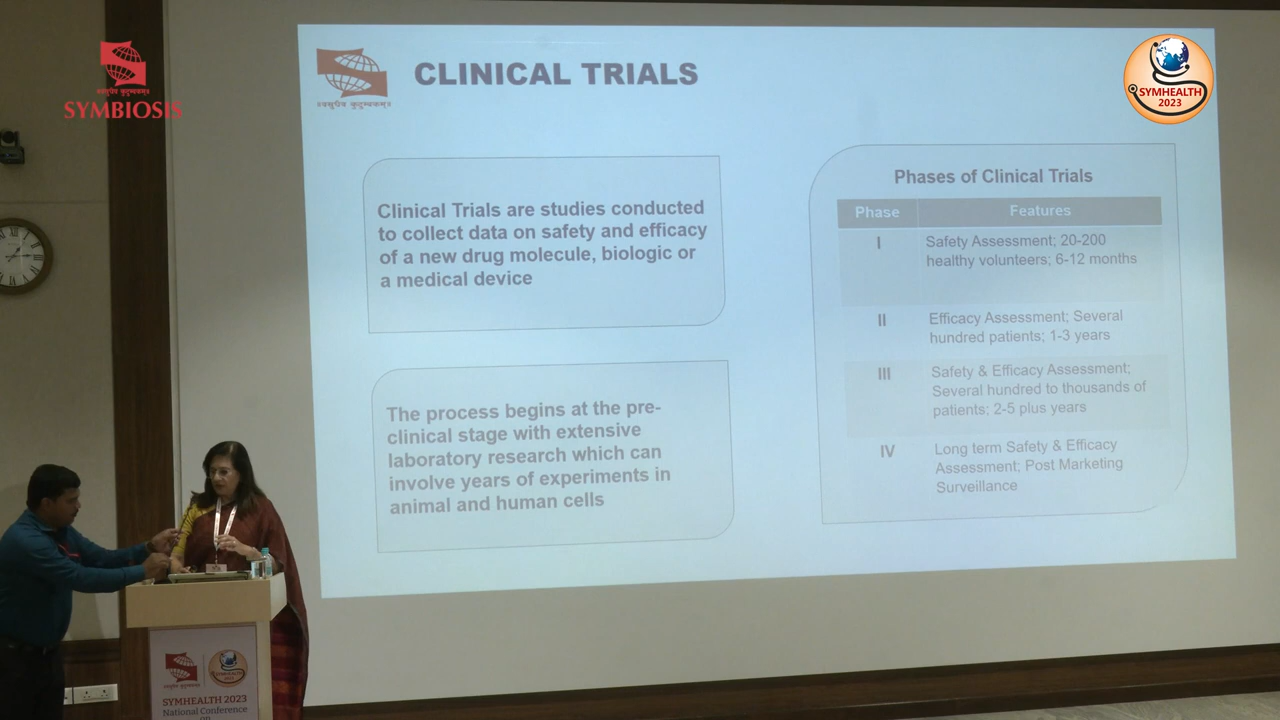 SYMBIOSIS
CLINICAL TRIALS
॥वसुधैव कुटुम्बकम्॥
SYMHEALTH
2023
Clinical Trials are studies conducted
to collect data on safety and efficacy
of a new drug molecule, biologic or
a medical device
The process begins at the pre-
clinical stage with extensive
laboratory research which can
involve years of experiments in
animal and human cells
Phases of Clinical Trials
Phase Features
I Safety Assessment; 20-200
healthy volunteers; 6-12 months
II Efficacy Assessment; Several
hundred patients; 1-3 years
III Safety & Efficacy Assessment;
Several hundred to thousands of
patients; 2-5 plus years
IV Long term Safety & Efficacy
Assessment; Post Marketing
Surveillance
SYMHEALTH
SYMHEALTH 2023
National Conference
on